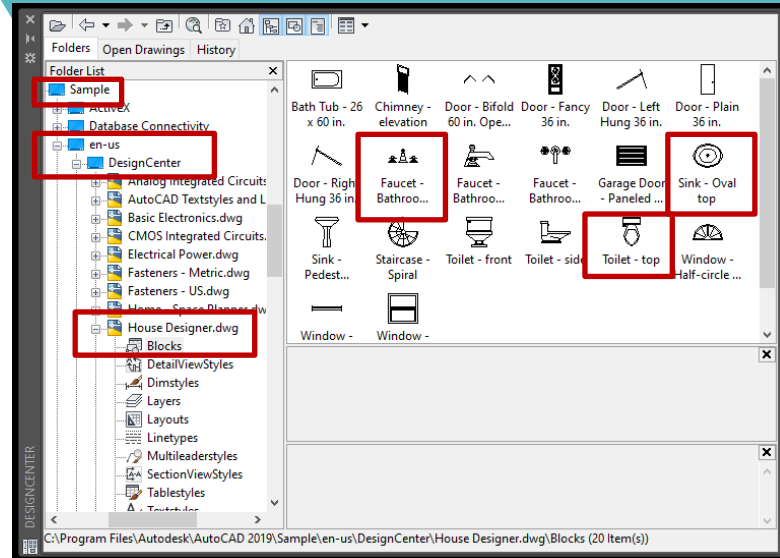 Folders Open Drawings History
Folder List
Sample
ActiveX
Database Connectivity
en-us
DesignCenter
Analog Integrated Circuits
AutoCAD Textstyles and L
Basic Electronics.dwg
CMOS Integrated Circuits.
Electrical Power.dwg
Fasteners - Metric.dwg
Fasteners - US.dwg
Home - Space Planner.dw
House Designer.dwg
Blocks
DetailViewStyles
Dimstyles
Layers
Layouts
Linetypes
Multileaderstyles
SectionViewStyles
Tablestyles
Textstyles
Bath Tub - 26 x 60 in.
Chimney - elevation
Door - Bifold 60 in. Ope...
Door - Fancy 36 in.
Door - Left Hung 36 in.
Door - Plain 36 in.
Door - Righ Hung 36 in.
Faucet - Bathroo...
Faucet - Bathroo...
Faucet - Bathroo...
Garage Door - Paneled ...
Sink - Oval top
Sink - Pedest...
Staircase - Spiral
Toilet - front
Toilet - side
Toilet - top
Window - Half-circle ...
Window -
Window -
DESIGNCENTER
C:\Program Files\Autodesk\AutoCAD 2019\Sample\en-us\DesignCenter\House Designer.dwg\Blocks (20 Item(s))